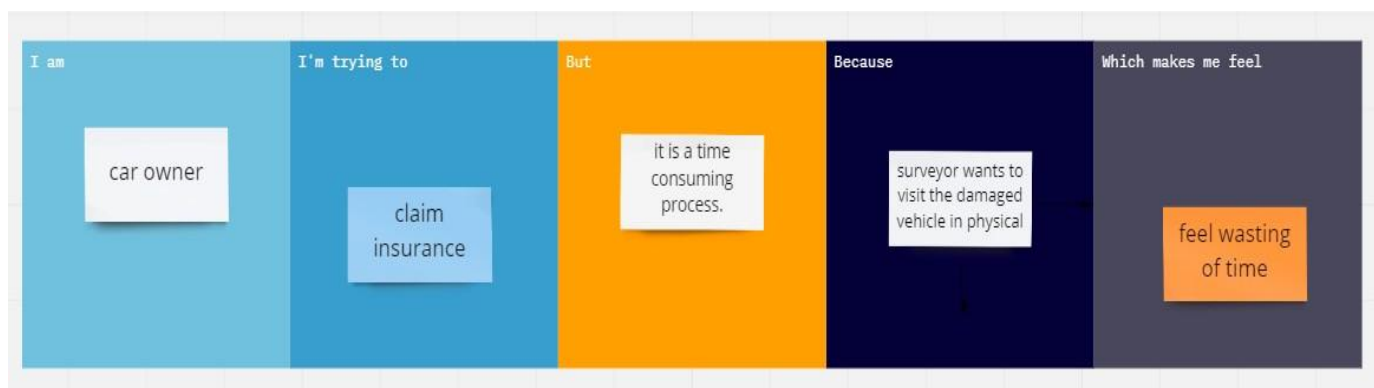 I am
car owner
I'm trying to
claim
insurance
But
it is a time
consuming
process.
Because
surveyor wants to
visit the damaged
vehicle in physical
Which makes me feel
feel wasting
of time